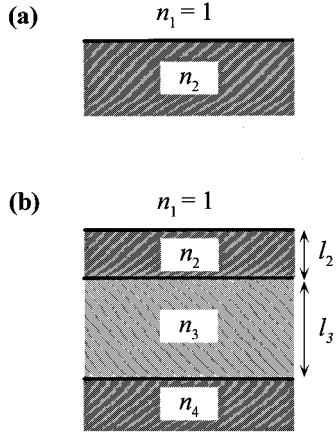 (a)
n₁ = 1
n₂
(b)
n₁ = 1
n₂
l₂
n₃
l₃
n₄